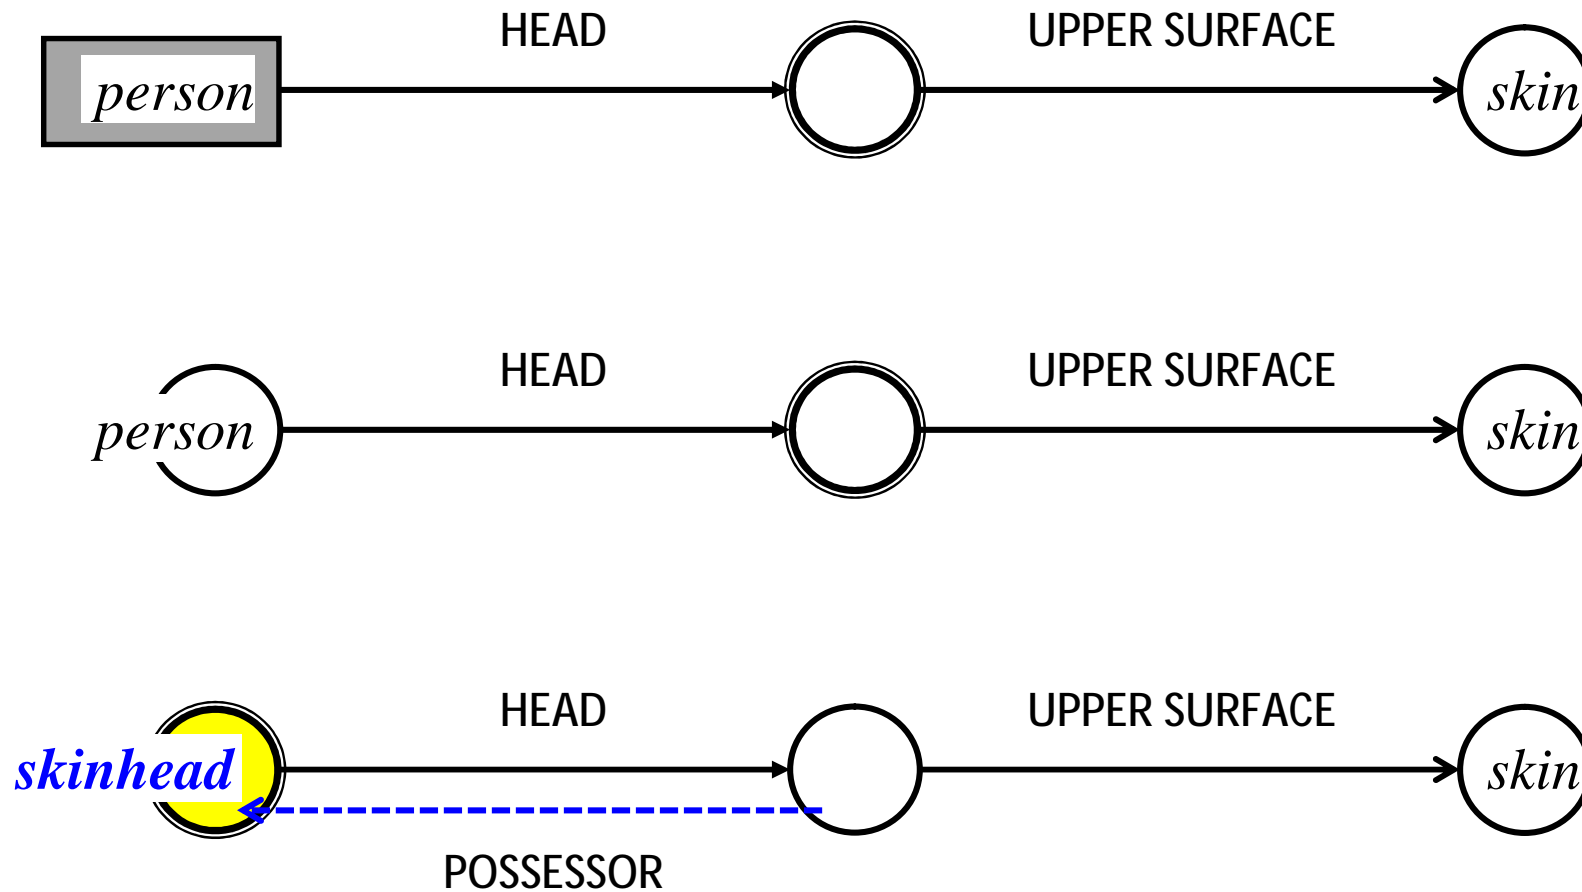 HEAD UPPER SURFACE
person skin
HEAD UPPER SURFACE
person skin
HEAD UPPER SURFACE
skinhead skin
POSSESSOR